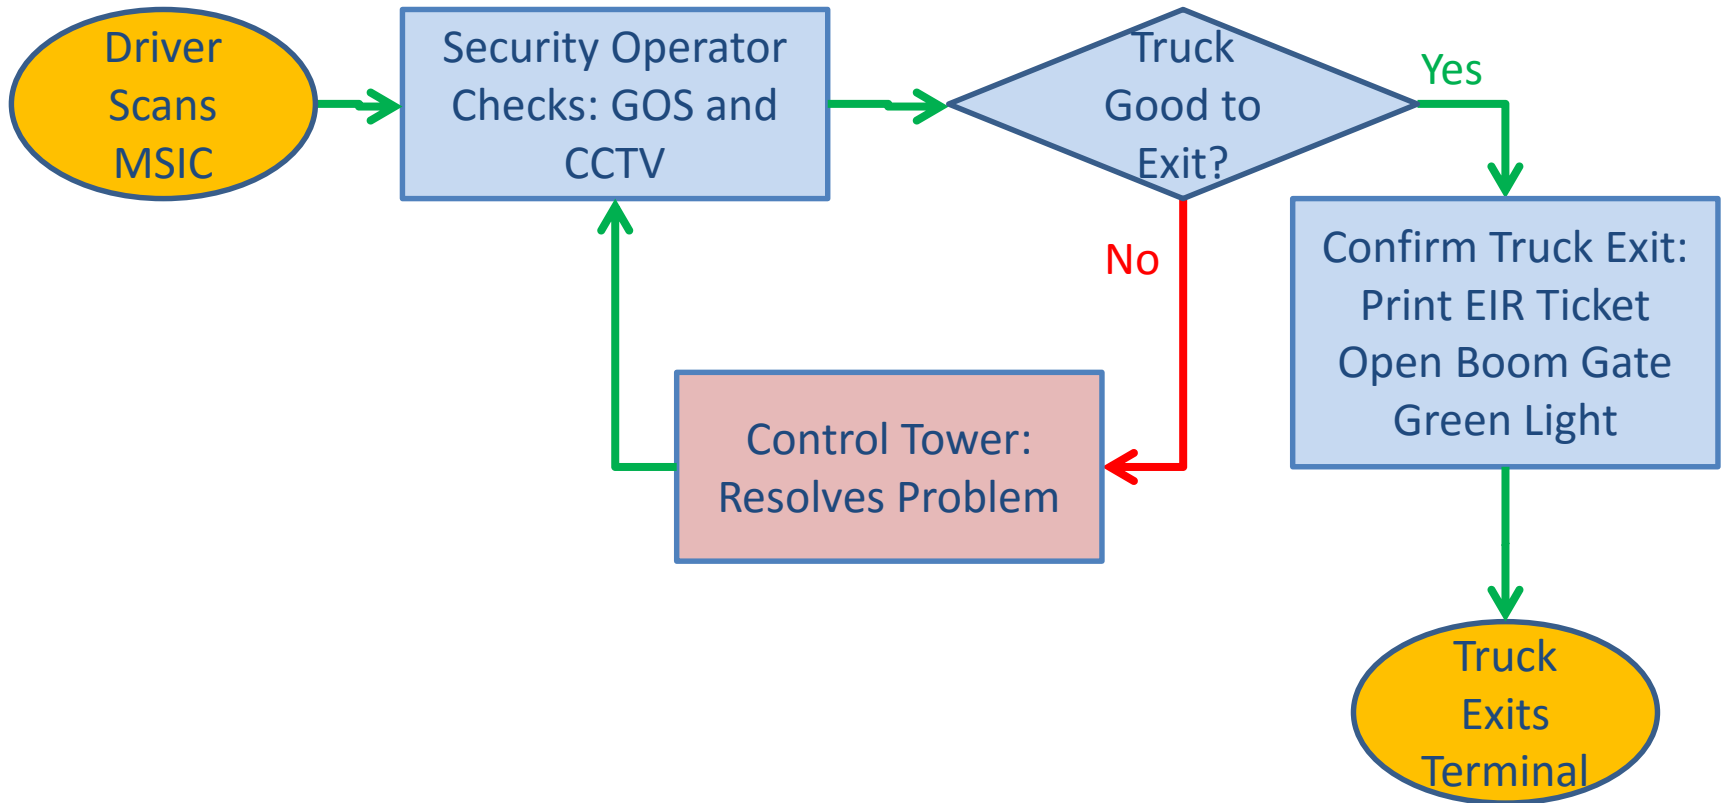 Driver
Scans
MSIC
Security Operator
Checks: GOS and
CCTV
Truck
Good to
Exit?
Yes
No
Confirm Truck Exit:
Print EIR Ticket
Open Boom Gate
Green Light
Control Tower:
Resolves Problem
Truck
Exits
Terminal